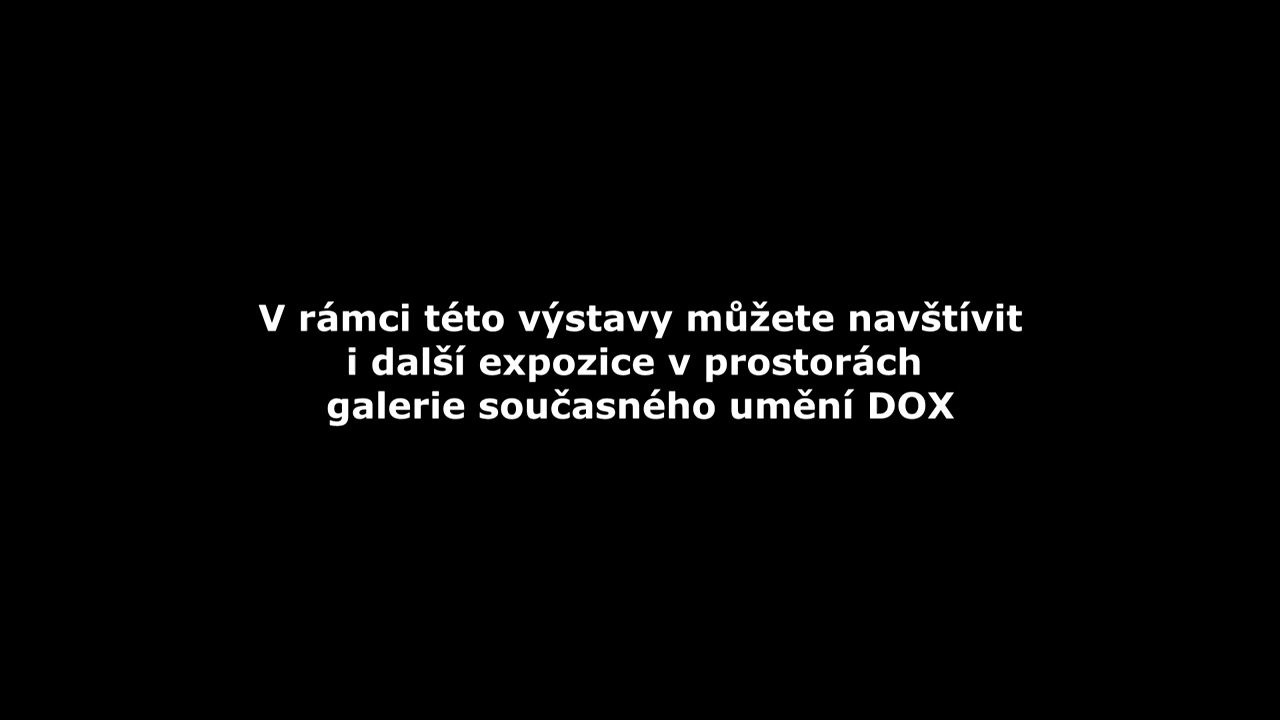 V rámci této výstavy můžete navštívit
i další expozice v prostorách
galerie současného umění DOX